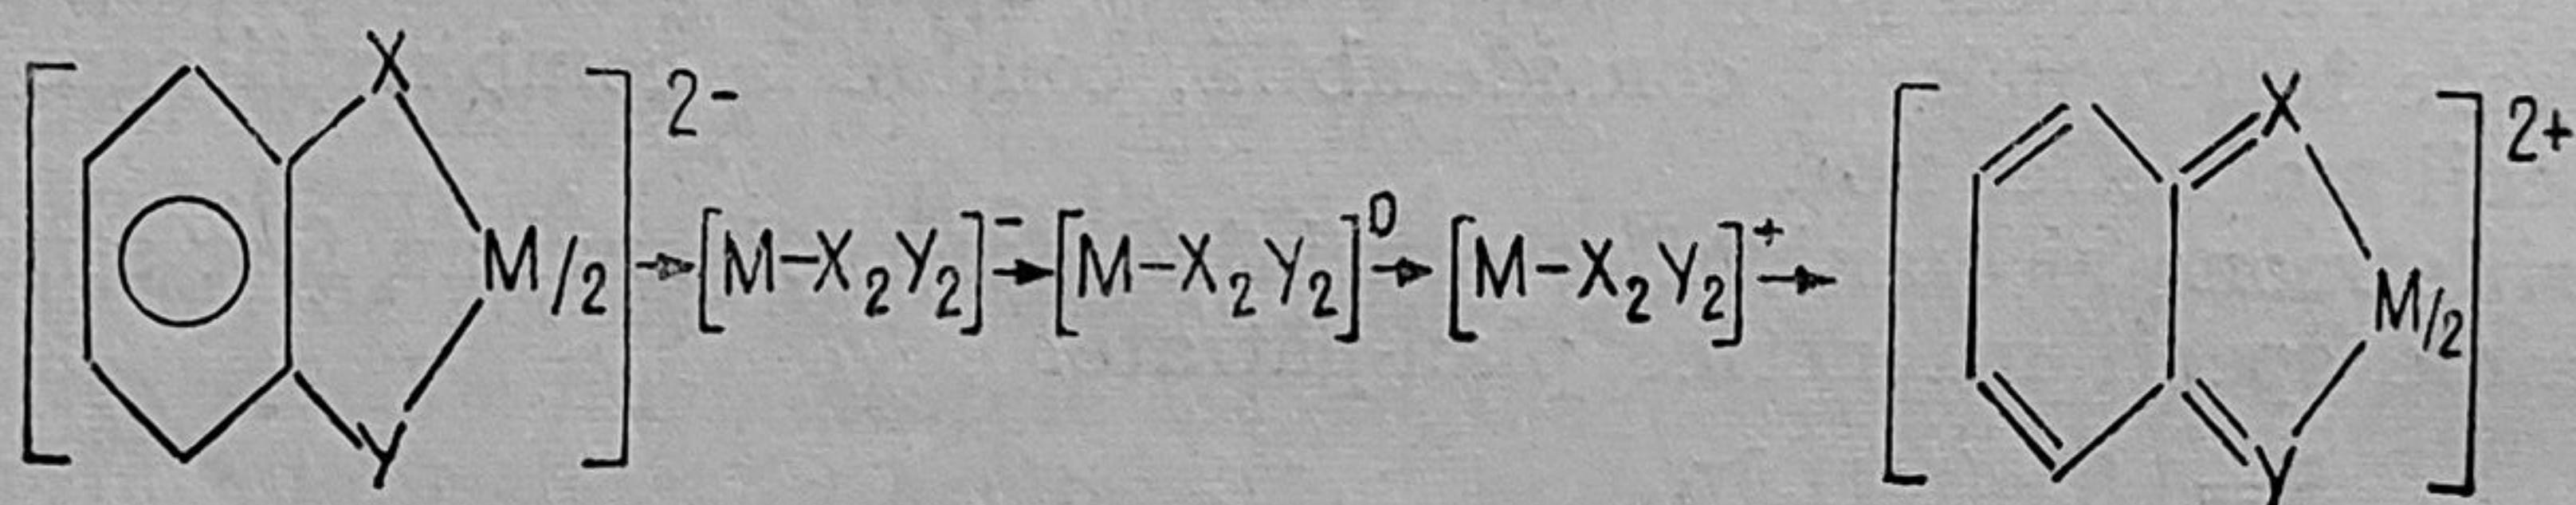 [X Y M/2]2- → [M-X2Y2]- → [M-X2Y2]0 → [M-X2Y2]+ → [X Y M/2]2+